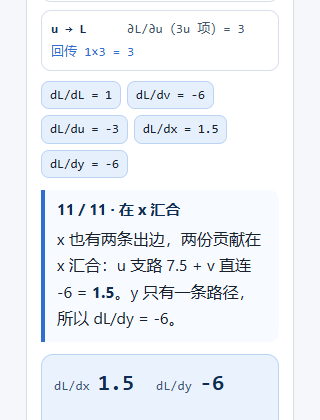 u → L ∂L/∂u (3u 项) = 3
回传 1×3 = 3
dL/dL = 1 dL/dv = -6
dL/du = -3 dL/dx = 1.5
dL/dy = -6
11 / 11 · 在 x 汇合
x 也有两条出边，两份贡献在
x 汇合：u 支路 7.5 + v 直连
-6 = 1.5。y 只有一条路径，
所以 dL/dy = -6。
dL/dx 1.5 dL/dy -6